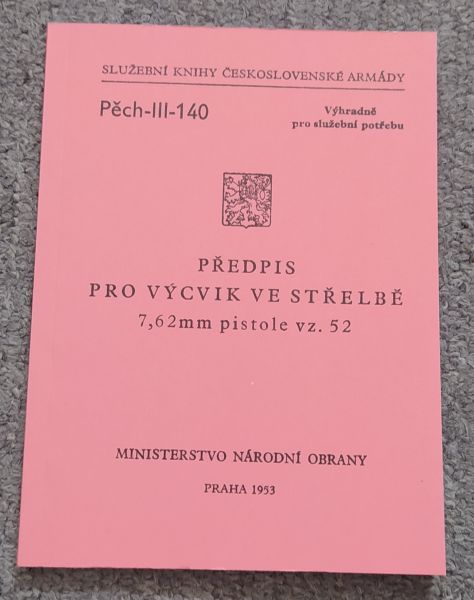 SLUŽEBNÍ KNIHY ČESKOSLOVENSKÉ ARMÁDY
Pěch-III-140
Výhradně
pro služební potřebu
PŘEDPIS
PRO VÝCVIK VE STŘELBĚ
7,62mm pistole vz. 52
MINISTERSTVO NÁRODNÍ OBRANY
PRAHA 1953